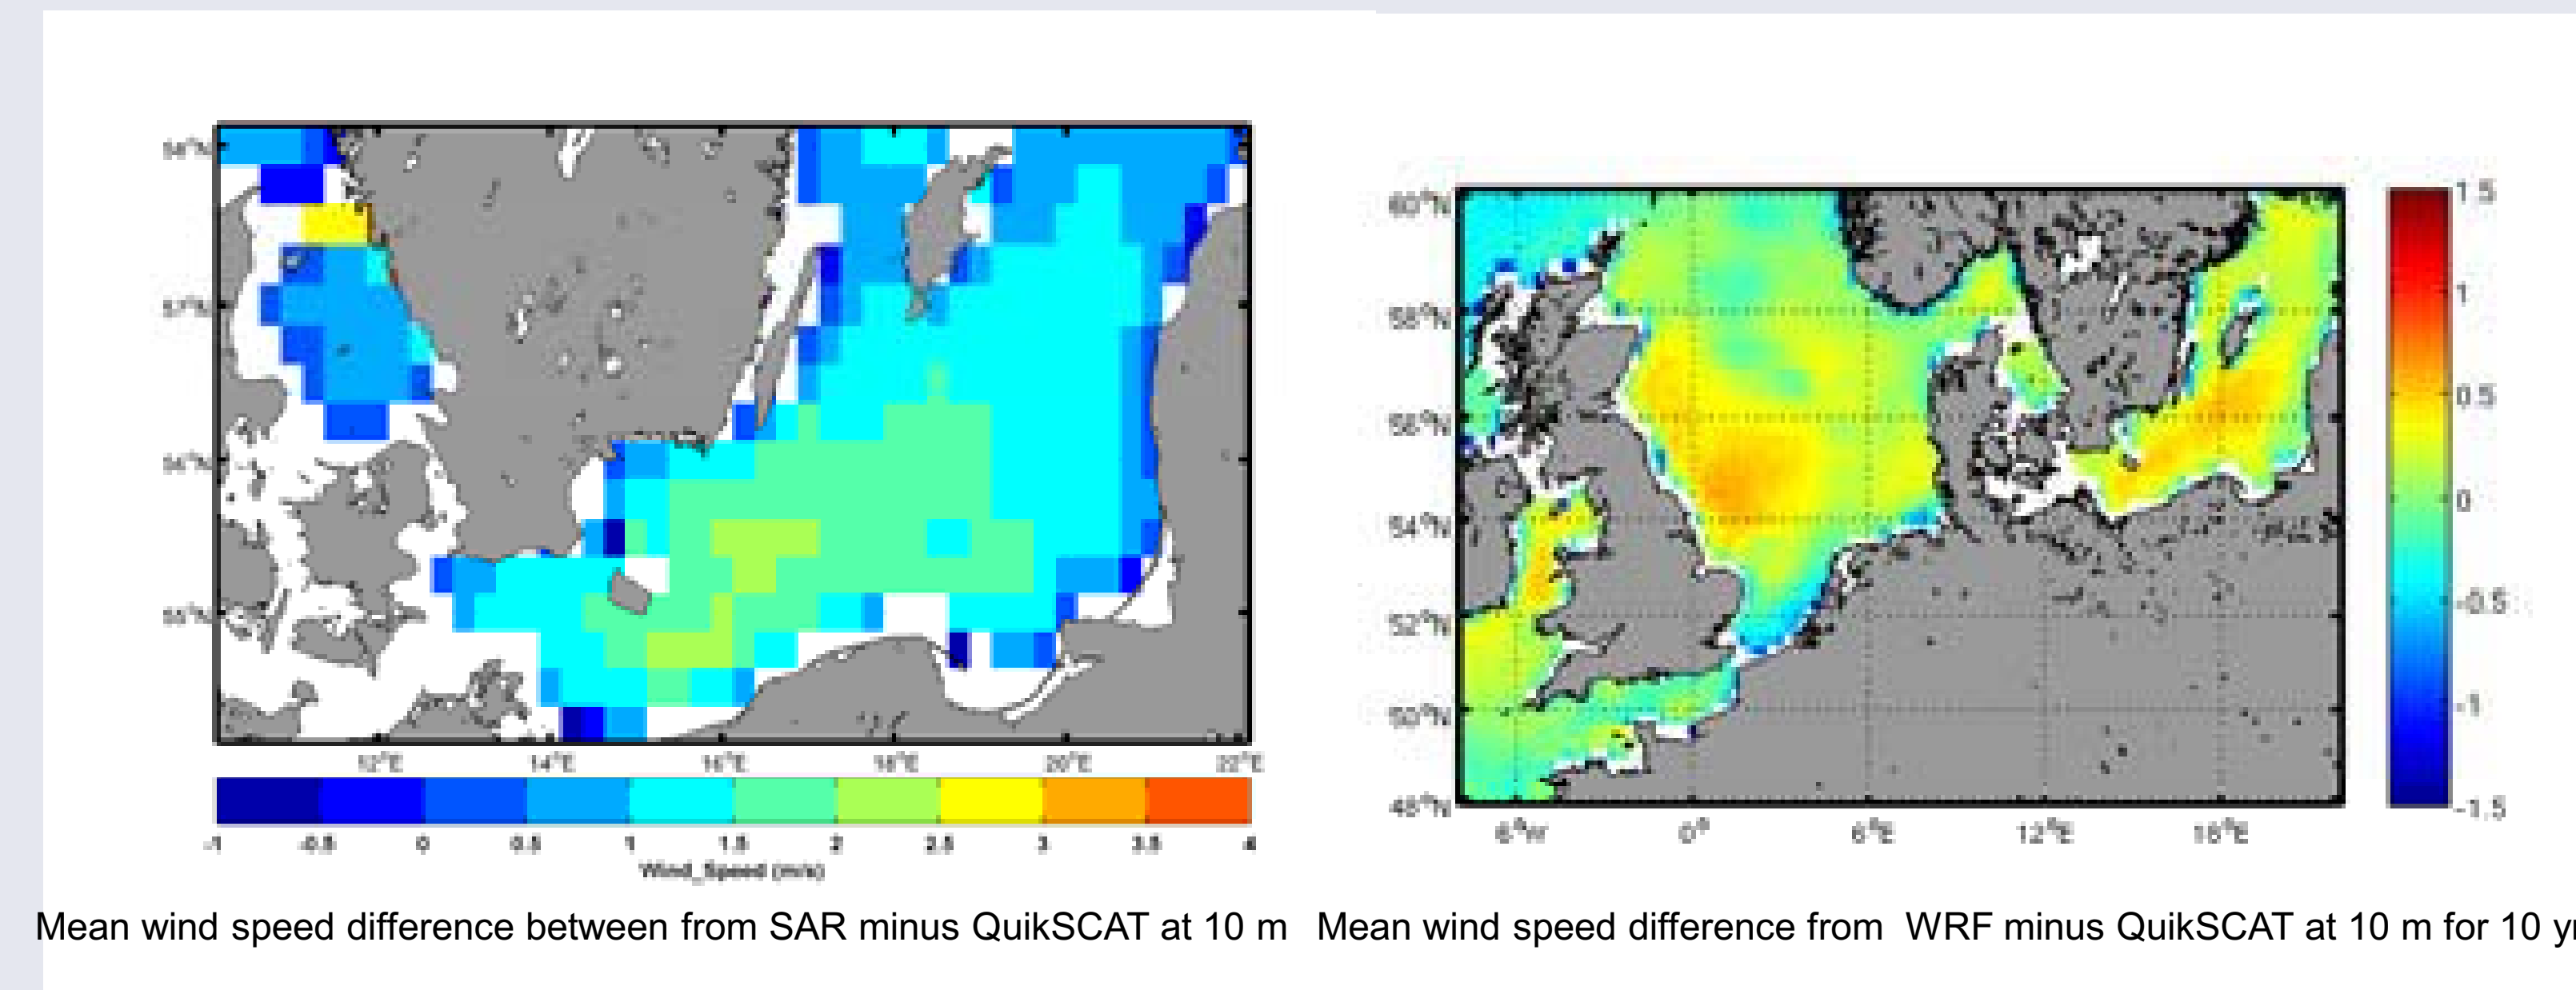 58°N
57°N
56°N
55°N
12°E 14°E 16°E 18°E 20°E 22°E
-1 -0.5 0 0.5 1 1.5 2 2.5 3 3.5 4
Wind_Speed (m/s)
60°N
58°N
56°N
54°N
52°N
50°N
48°N
6°W 0° 6°E 12°E 18°E
1.5
1
0.5
0
-0.5
-1
-1.5
Mean wind speed difference between from SAR minus QuikSCAT at 10 m
Mean wind speed difference from WRF minus QuikSCAT at 10 m for 10 yr